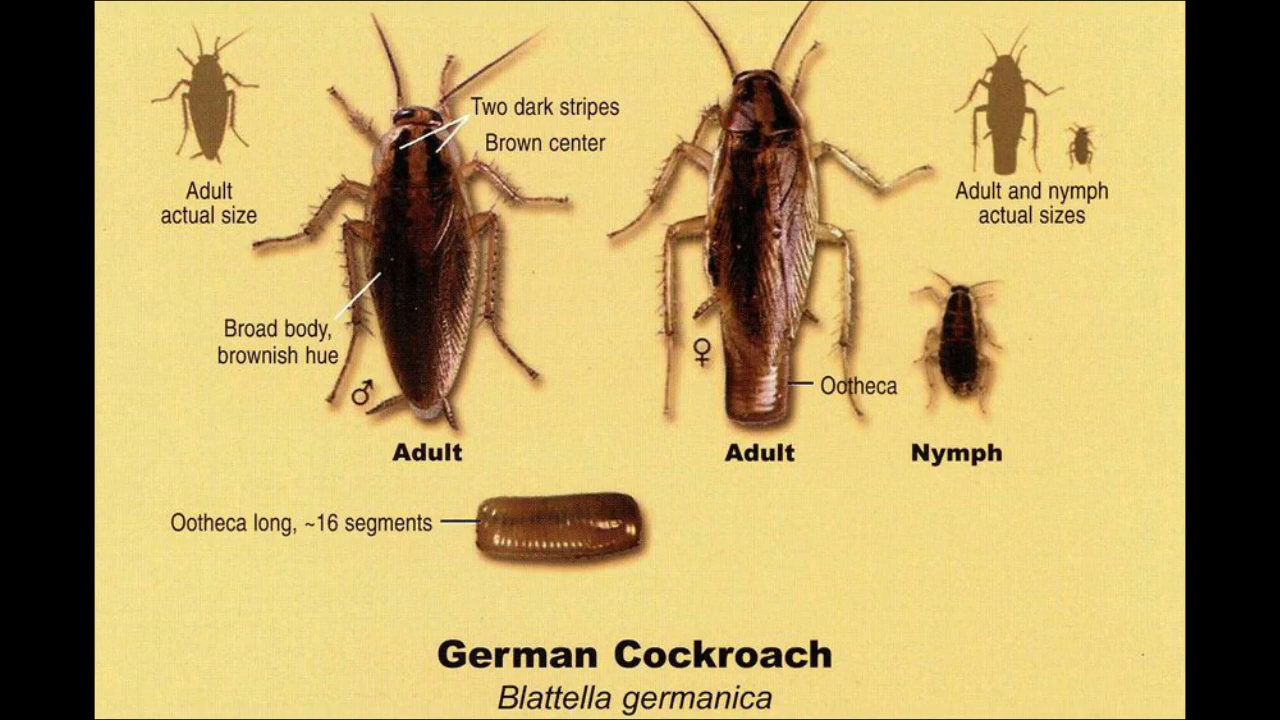 Two dark stripes
Brown center
Adult
actual size
Adult and nymph
actual sizes
Broad body,
brownish hue
♂
♀
Ootheca
Adult
Adult
Nymph
Ootheca long, ~16 segments
German Cockroach
Blattella germanica